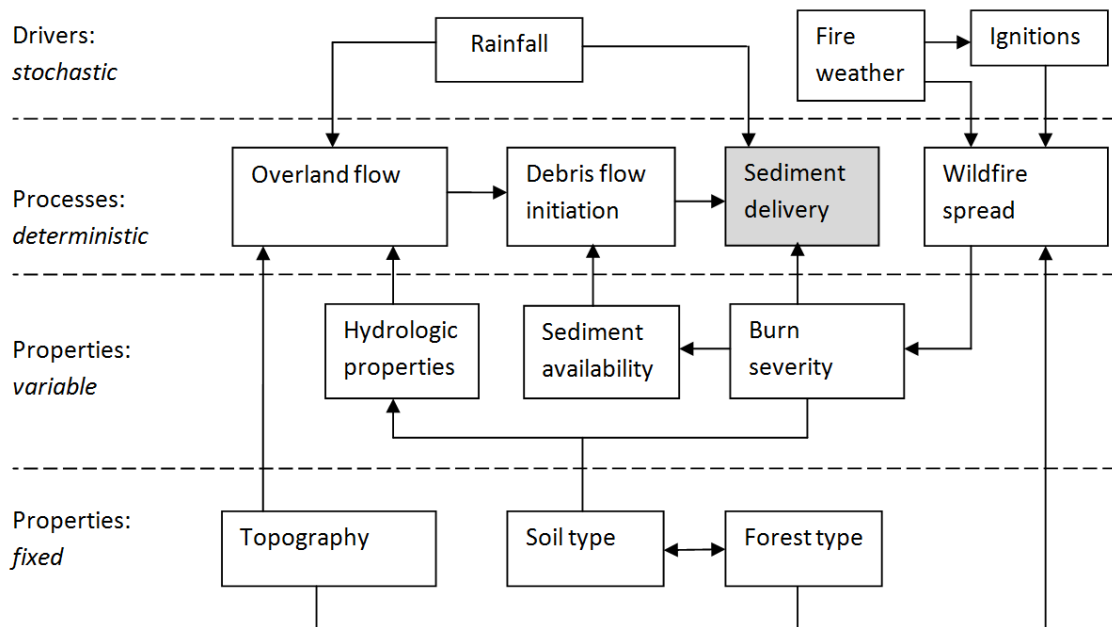 Drivers:
stochastic
Rainfall
Fire
weather
Ignitions
Processes:
deterministic
Overland flow
Debris flow
initiation
Sediment
delivery
Wildfire
spread
Properties:
variable
Hydrologic
properties
Sediment
availability
Burn
severity
Properties:
fixed
Topography
Soil type
Forest type